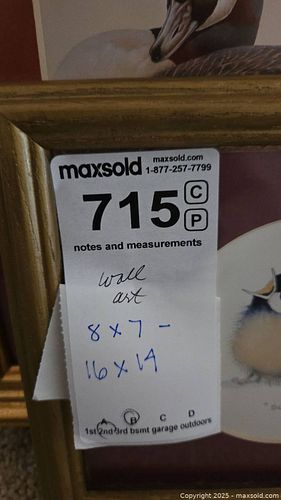 maxsold maxsold.com
1-877-257-7799
715 C
P
notes and measurements
wall
art
8 x 7 -
16 x 14
A B C D
1st 2nd 3rd bsmt garage outdoors
Copyright 2025 - maxsold.com